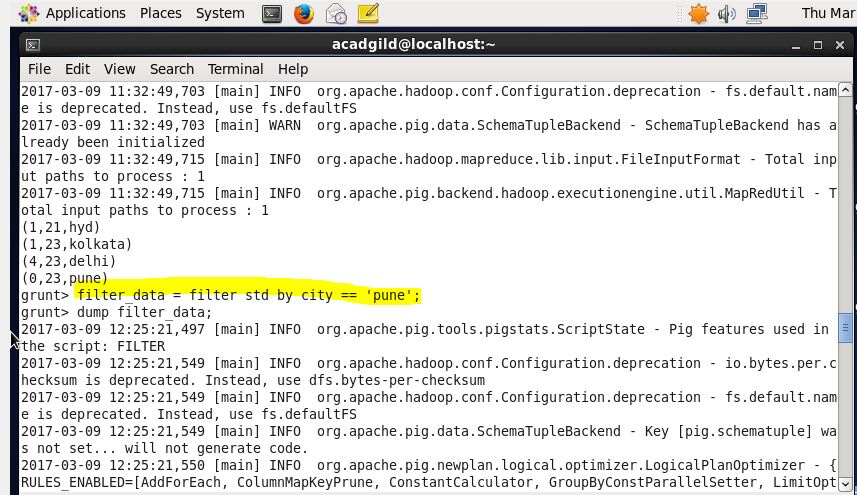 Applications Places System Thu Mar
acadgild@localhost:~
File Edit View Search Terminal Help
2017-03-09 11:32:49,703 [main] INFO  org.apache.hadoop.conf.Configuration.deprecation - fs.default.nam
e is deprecated. Instead, use fs.defaultFS
2017-03-09 11:32:49,703 [main] WARN  org.apache.pig.data.SchemaTupleBackend - SchemaTupleBackend has a
lready been initialized
2017-03-09 11:32:49,715 [main] INFO  org.apache.hadoop.mapreduce.lib.input.FileInputFormat - Total inp
ut paths to process : 1
2017-03-09 11:32:49,715 [main] INFO  org.apache.pig.backend.hadoop.executionengine.util.MapRedUtil - T
otal input paths to process : 1
(1,21,hyd)
(1,23,kolkata)
(4,23,delhi)
(0,23,pune)
grunt> filter_data = filter std by city == 'pune';
grunt> dump filter_data;
2017-03-09 12:25:21,497 [main] INFO  org.apache.pig.tools.pigstats.ScriptState - Pig features used in
the script: FILTER
2017-03-09 12:25:21,549 [main] INFO  org.apache.hadoop.conf.Configuration.deprecation - io.bytes.per.c
hecksum is deprecated. Instead, use dfs.bytes-per-checksum
2017-03-09 12:25:21,549 [main] INFO  org.apache.hadoop.conf.Configuration.deprecation - fs.default.nam
e is deprecated. Instead, use fs.defaultFS
2017-03-09 12:25:21,549 [main] INFO  org.apache.pig.data.SchemaTupleBackend - Key [pig.schematuple] wa
s not set... will not generate code.
2017-03-09 12:25:21,550 [main] INFO  org.apache.pig.newplan.logical.optimizer.LogicalPlanOptimizer - {
RULES_ENABLED=[AddForEach, ColumnMapKeyPrune, ConstantCalculator, GroupByConstParallelSetter, LimitOpt